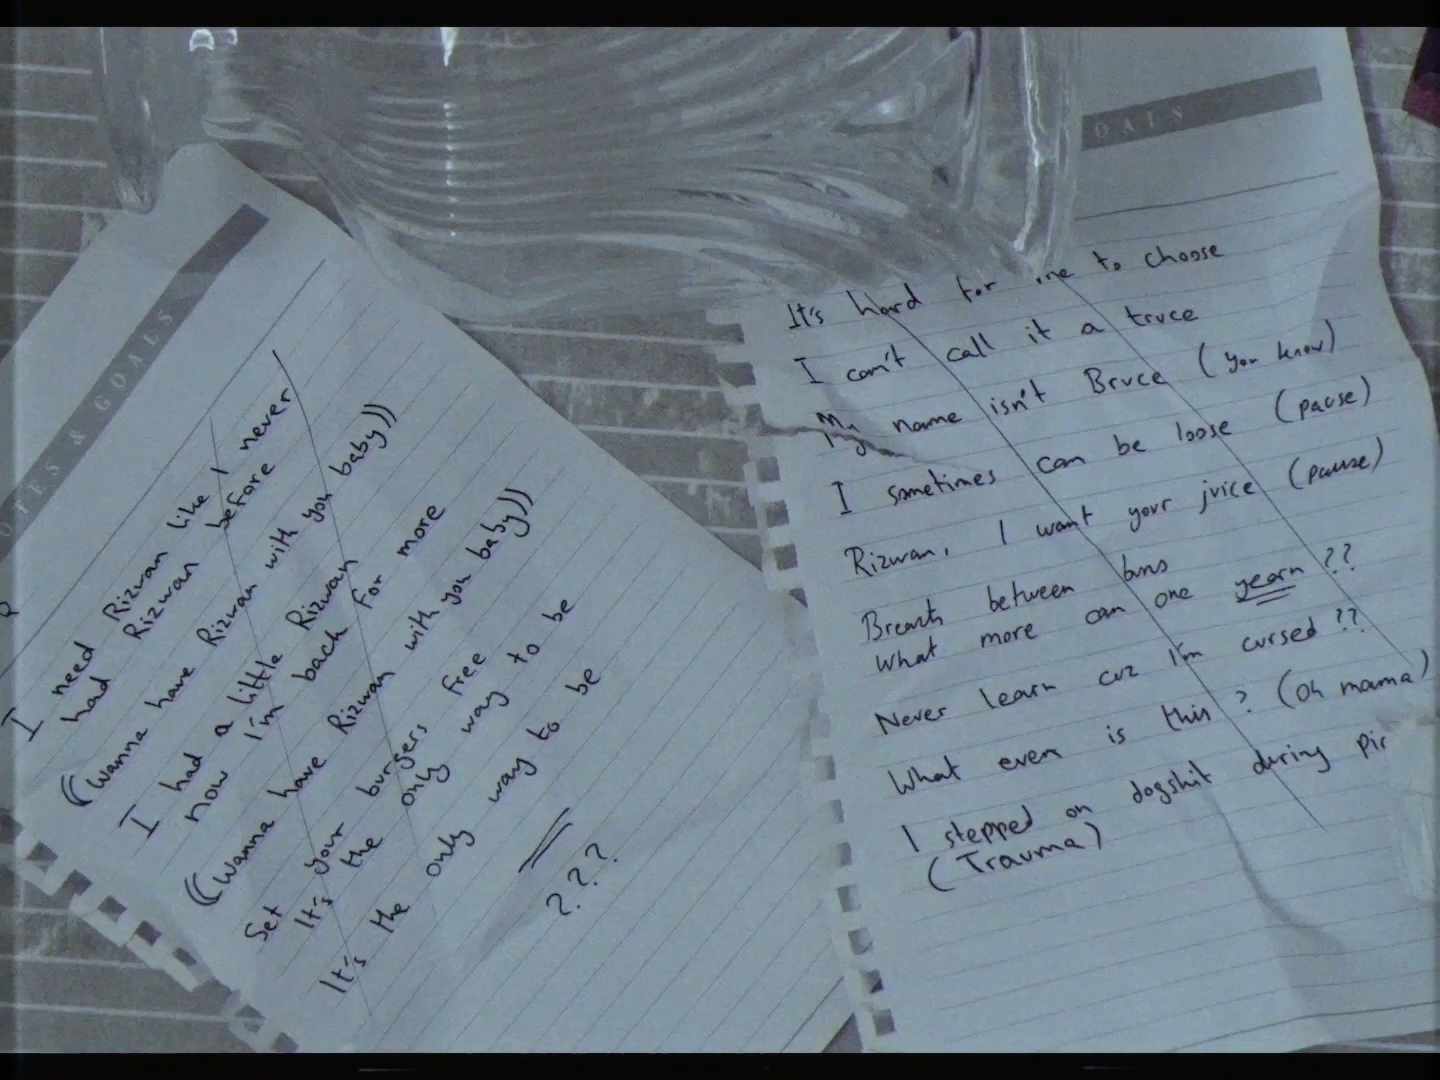 OTES & GOALS
I need Rizwan like I never
had Rizwan before
((Wanna have Rizwan with you baby))
I had a little Rizwan
now I'm back for more
((Wanna have Rizwan with you baby))
Set your burgers free
It's the only way to be
It's the only way to be
???
OALS
It's hard for me to choose
I can't call it a truce
My name isn't Bruce (you know)
I sometimes can be loose (pause)
Rizwan, I want your juice (pause)
Breath between buns
What more can one yearn ??
Never learn cuz I'm cursed ??
What even is this? (Oh mama)
I stepped on dogshit during pic
(Trauma)